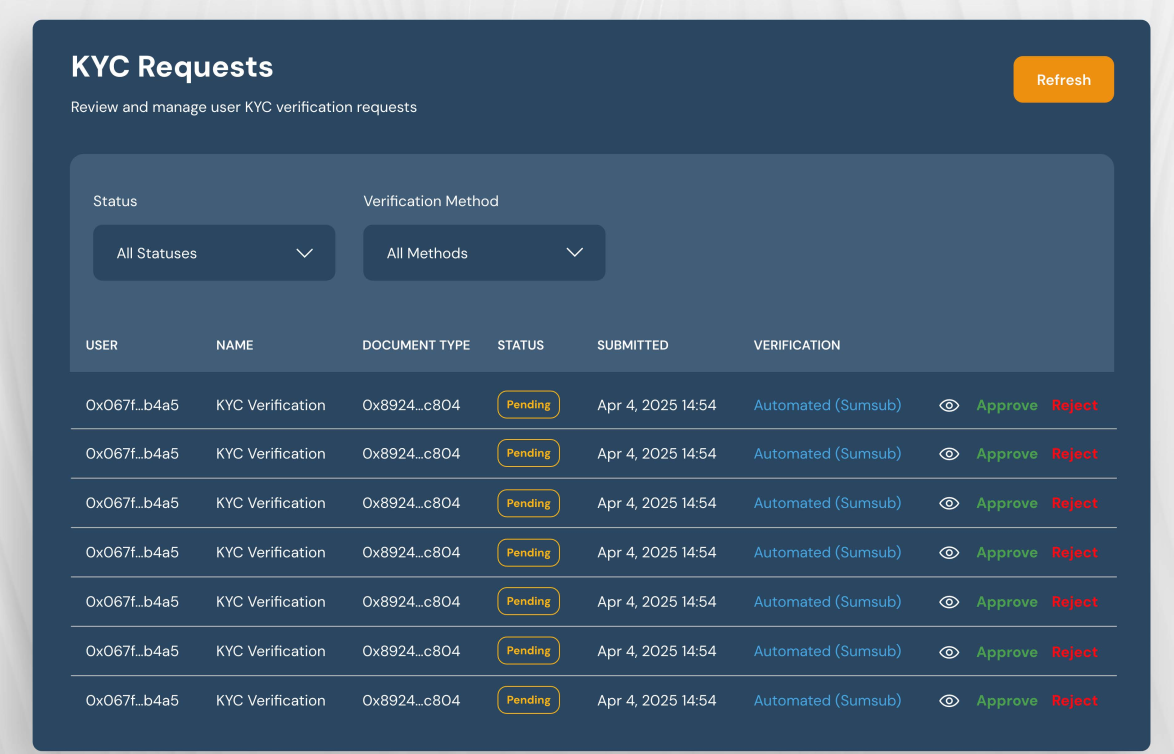 KYC Requests
Refresh
Review and manage user KYC verification requests
Status Verification Method
All Statuses All Methods
USER NAME DOCUMENT TYPE STATUS SUBMITTED VERIFICATION
0x067f...b4a5 KYC Verification 0x8924...c804 Pending Apr 4, 2025 14:54 Automated (Sumsub) Approve Reject
0x067f...b4a5 KYC Verification 0x8924...c804 Pending Apr 4, 2025 14:54 Automated (Sumsub) Approve Reject
0x067f...b4a5 KYC Verification 0x8924...c804 Pending Apr 4, 2025 14:54 Automated (Sumsub) Approve Reject
0x067f...b4a5 KYC Verification 0x8924...c804 Pending Apr 4, 2025 14:54 Automated (Sumsub) Approve Reject
0x067f...b4a5 KYC Verification 0x8924...c804 Pending Apr 4, 2025 14:54 Automated (Sumsub) Approve Reject
0x067f...b4a5 KYC Verification 0x8924...c804 Pending Apr 4, 2025 14:54 Automated (Sumsub) Approve Reject
0x067f...b4a5 KYC Verification 0x8924...c804 Pending Apr 4, 2025 14:54 Automated (Sumsub) Approve Reject